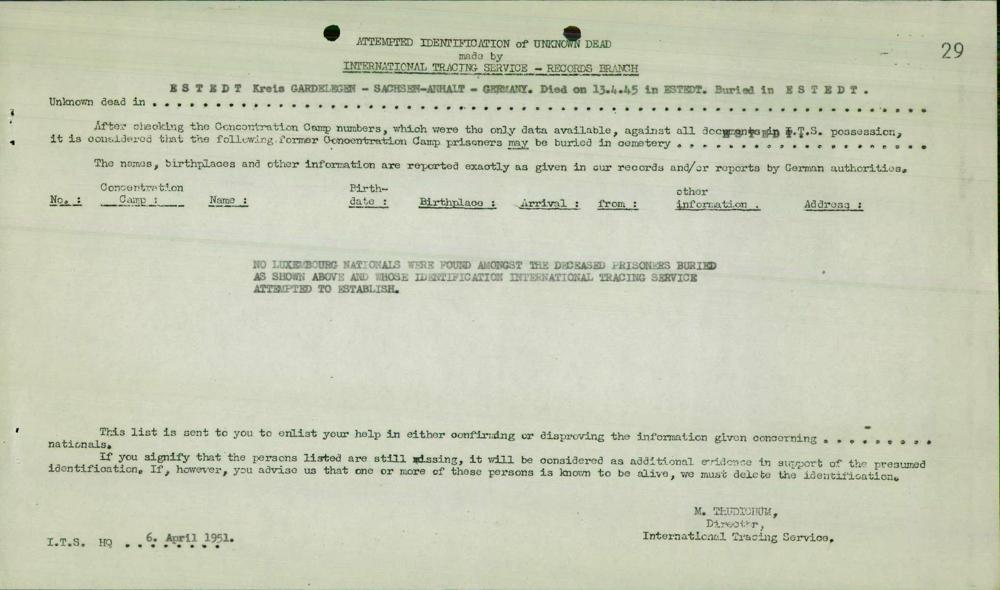 29
ATTEMPTED IDENTIFICATION of UNKNOWN DEAD
made by
INTERNATIONAL TRACING SERVICE - RECORDS BRANCH
E S T E D T Kreis GARDELEGEN - SACHSEN-ANHALT - GERMANY. Died on 13.4.45 in ESTEDT. Buried in E S T E D T .
Unknown dead in . . . . . . . . . . . . . . . . . . . . . . . . . . . . . . . . . . . . . . . . . . . . . . . . . . . . . .
After checking the Concentration Camp numbers, which were the only data available, against all documents in I.T.S. possession,
it is considered that the following former Concentration Camp prisoners may be buried in cemetery . . . . . . . . . . . . . . . . . .
The names, birthplaces and other information are reported exactly as given in our records and/or reports by German authorities.
No. : Concentration Camp : Name : Birth-date : Birthplace : Arrival : from : other information . Address :
NO LUXEMBOURG NATIONALS WERE FOUND AMONGST THE DECEASED PRISONERS BURIED
AS SHOWN ABOVE AND WHOSE IDENTIFICATION INTERNATIONAL TRACING SERVICE
ATTEMPTED TO ESTABLISH.
This list is sent to you to enlist your help in either confirming or disproving the information given concerning . . . . . . . . .
nationals.
If you signify that the persons listed are still missing, it will be considered as additional evidence in support of the presumed
identification. If, however, you advise us that one or more of these persons is known to be alive, we must delete the identification.
M. THUDICHUM,
Director,
International Tracing Service.
I.T.S. HQ . 6. April 1951.